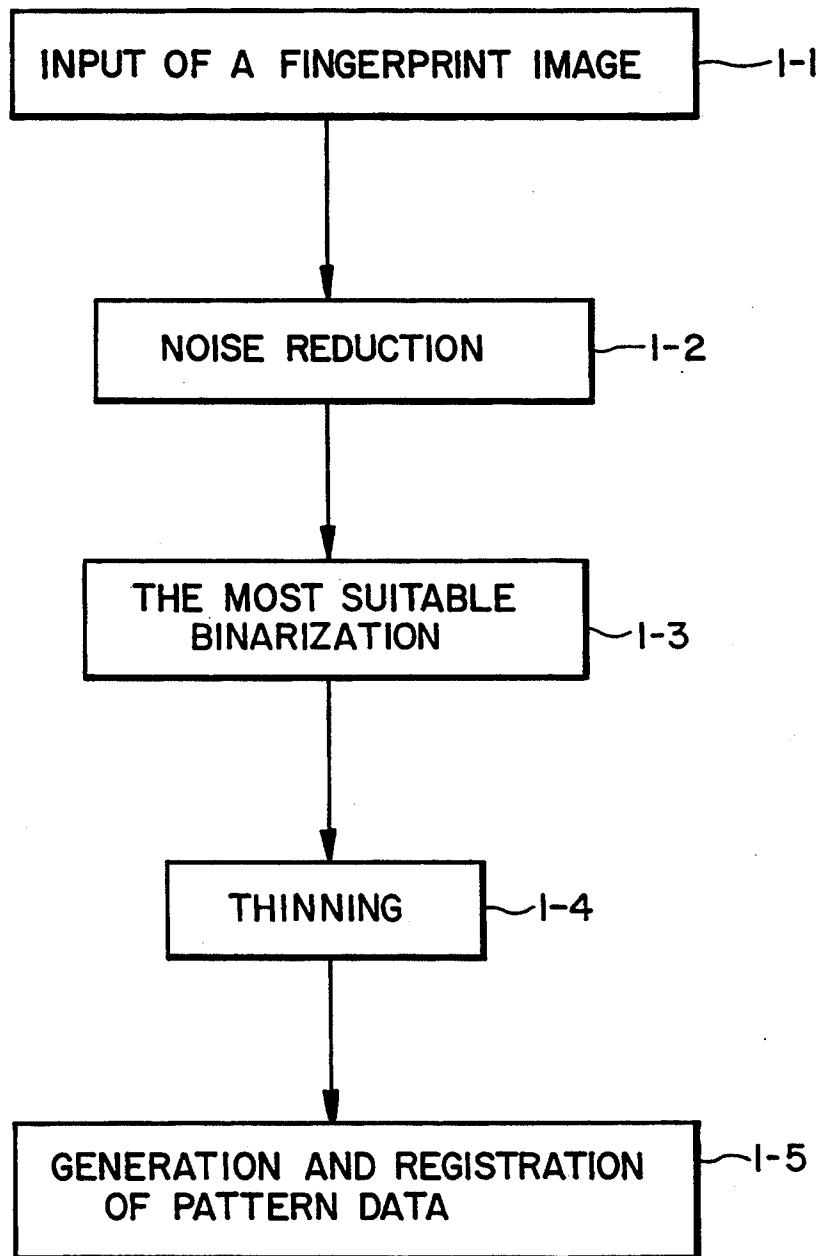 INPUT OF A FINGERPRINT IMAGE 1-1
NOISE REDUCTION 1-2
THE MOST SUITABLE
BINARIZATION 1-3
THINNING 1-4
GENERATION AND REGISTRATION 1-5
OF PATTERN DATA